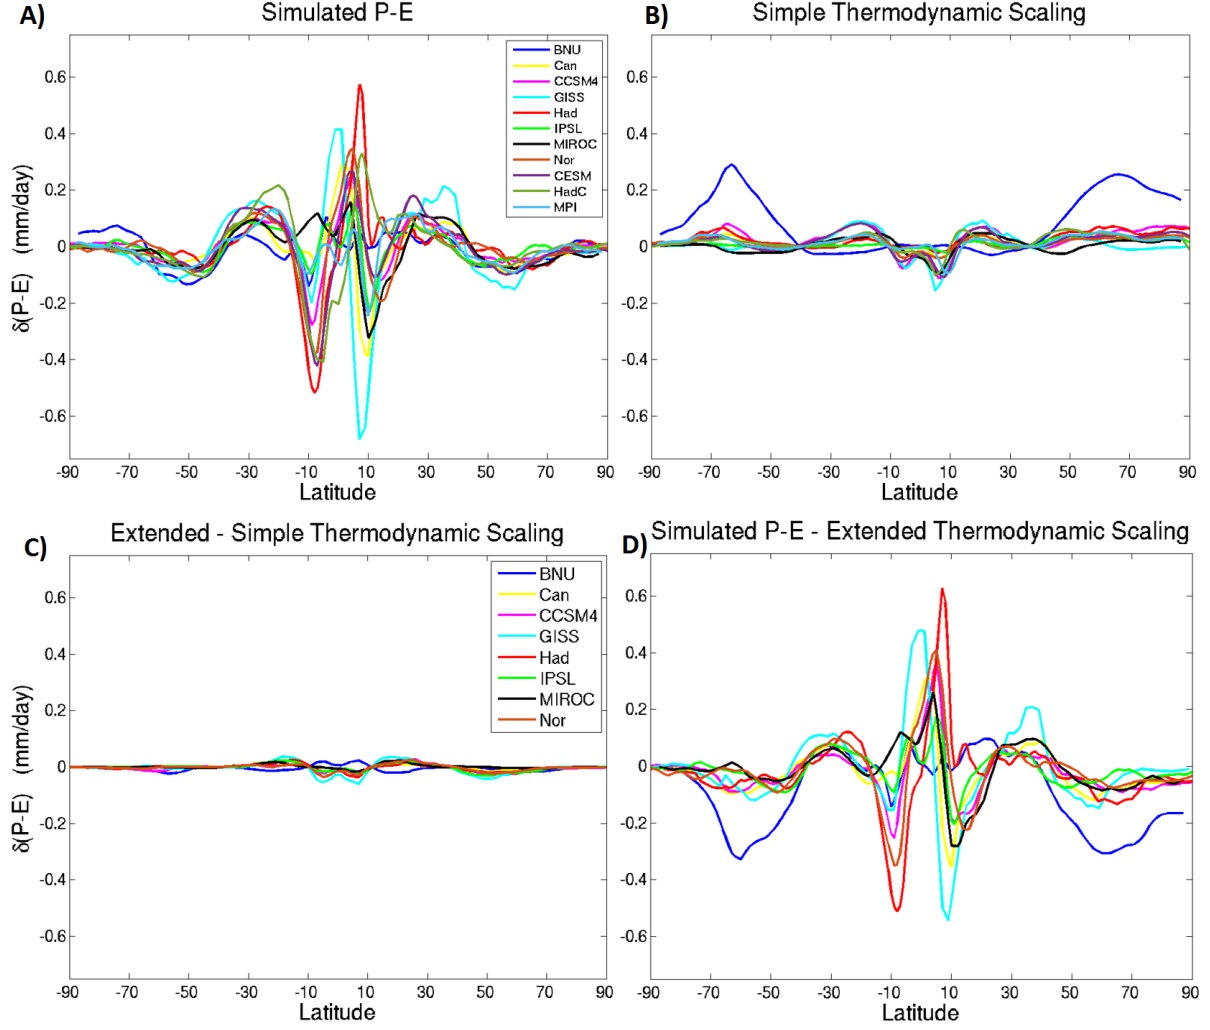 A)
Simulated P-E
δ(P-E) (mm/day)
0.6
0.4
0.2
0
-0.2
-0.4
-0.6
BNU
Can
CCSM4
GISS
Had
IPSL
MIROC
Nor
CESM
HadC
MPI
-90 -70 -50 -30 -10 10 30 50 70 90
Latitude
B)
Simple Thermodynamic Scaling
0.6
0.4
0.2
0
-0.2
-0.4
-0.6
-90 -70 -50 -30 -10 10 30 50 70 90
Latitude
C)
Extended - Simple Thermodynamic Scaling
δ(P-E) (mm/day)
0.6
0.4
0.2
0
-0.2
-0.4
-0.6
BNU
Can
CCSM4
GISS
Had
IPSL
MIROC
Nor
-90 -70 -50 -30 -10 10 30 50 70 90
Latitude
D)
Simulated P-E - Extended Thermodynamic Scaling
0.6
0.4
0.2
0
-0.2
-0.4
-0.6
-90 -70 -50 -30 -10 10 30 50 70 90
Latitude